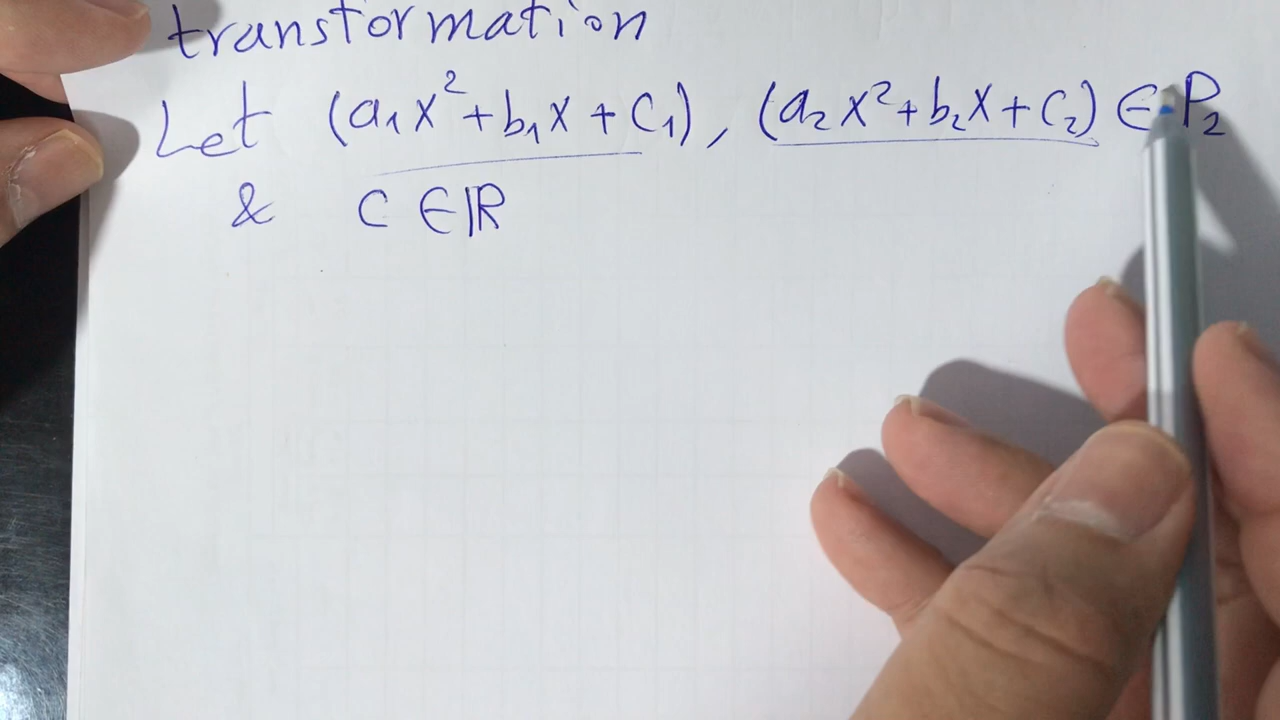 transformation
Let (a₁x²+b₁x+c₁), (a₂x²+b₂x+c₂) ∈ P₂
& c ∈ ℝ